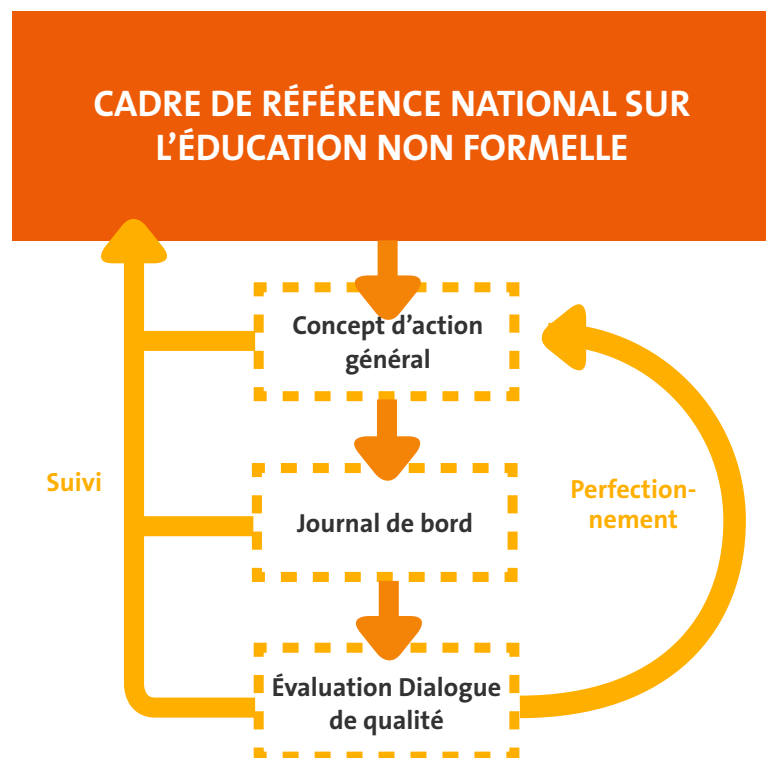 CADRE DE RÉFÉRENCE NATIONAL SUR
L’ÉDUCATION NON FORMELLE
Concept d’action
général
Suivi
Journal de bord
Perfection-
nement
Évaluation Dialogue
de qualité